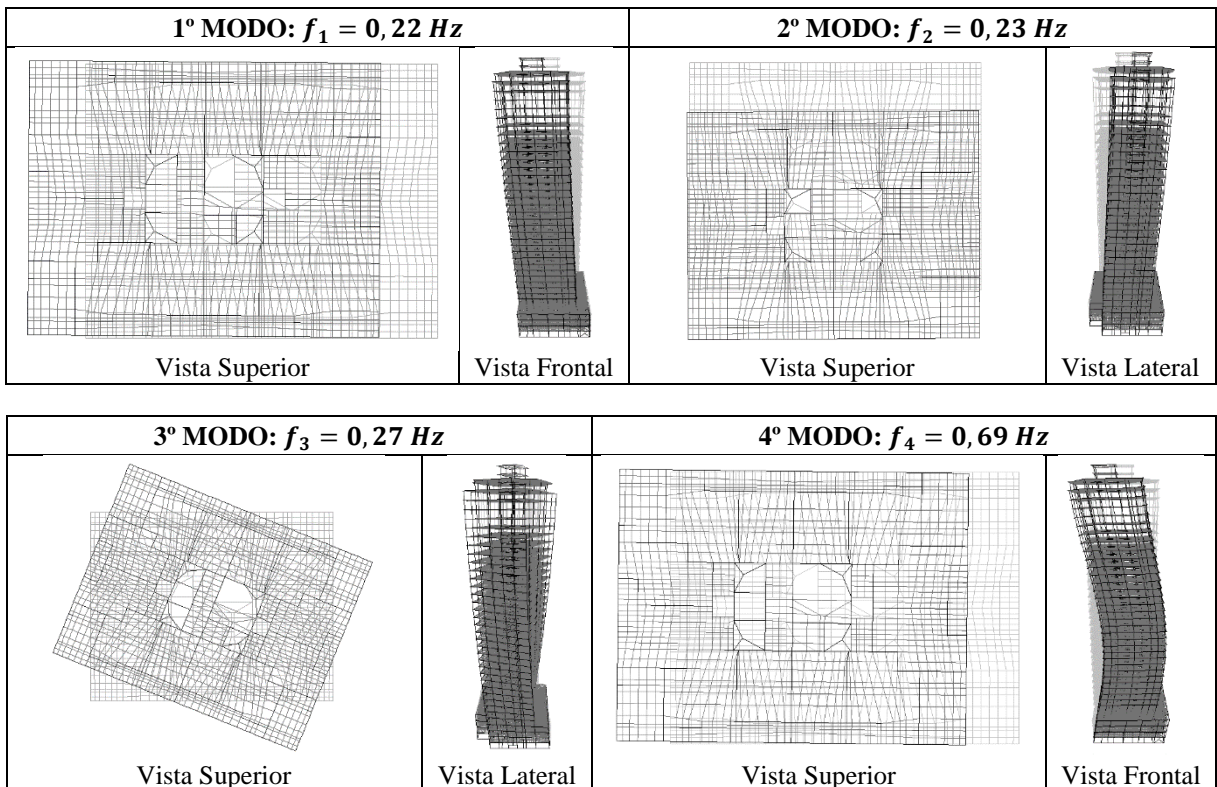 1º MODO: f₁ = 0, 22 Hz
2º MODO: f₂ = 0, 23 Hz
Vista Superior
Vista Frontal
Vista Superior
Vista Lateral
3º MODO: f₃ = 0, 27 Hz
4º MODO: f₄ = 0, 69 Hz
Vista Superior
Vista Lateral
Vista Superior
Vista Frontal